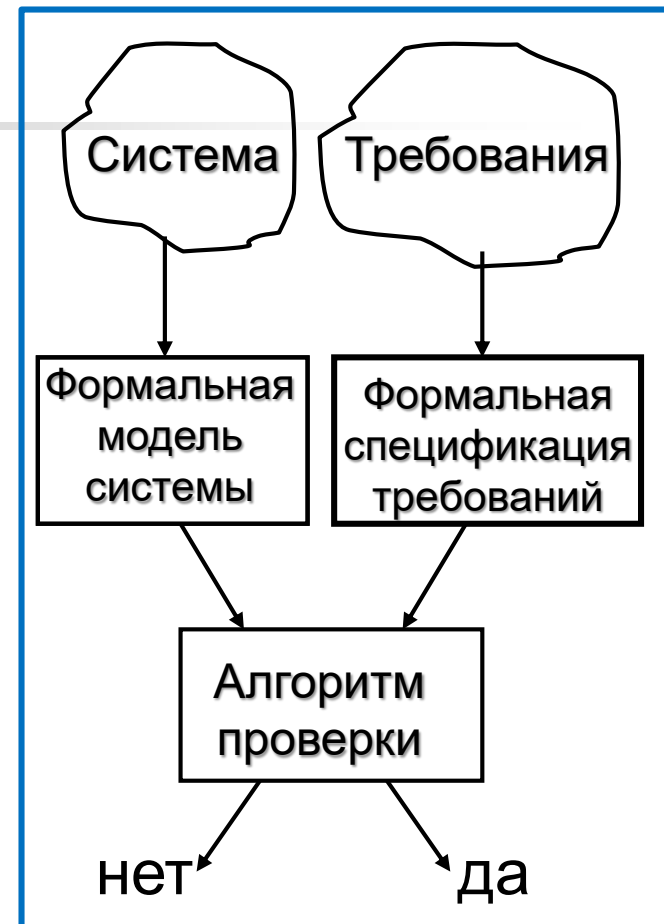 Система
Требования
Формальная
модель
системы
Формальная
спецификация
требований
Алгоритм
проверки
нет
да